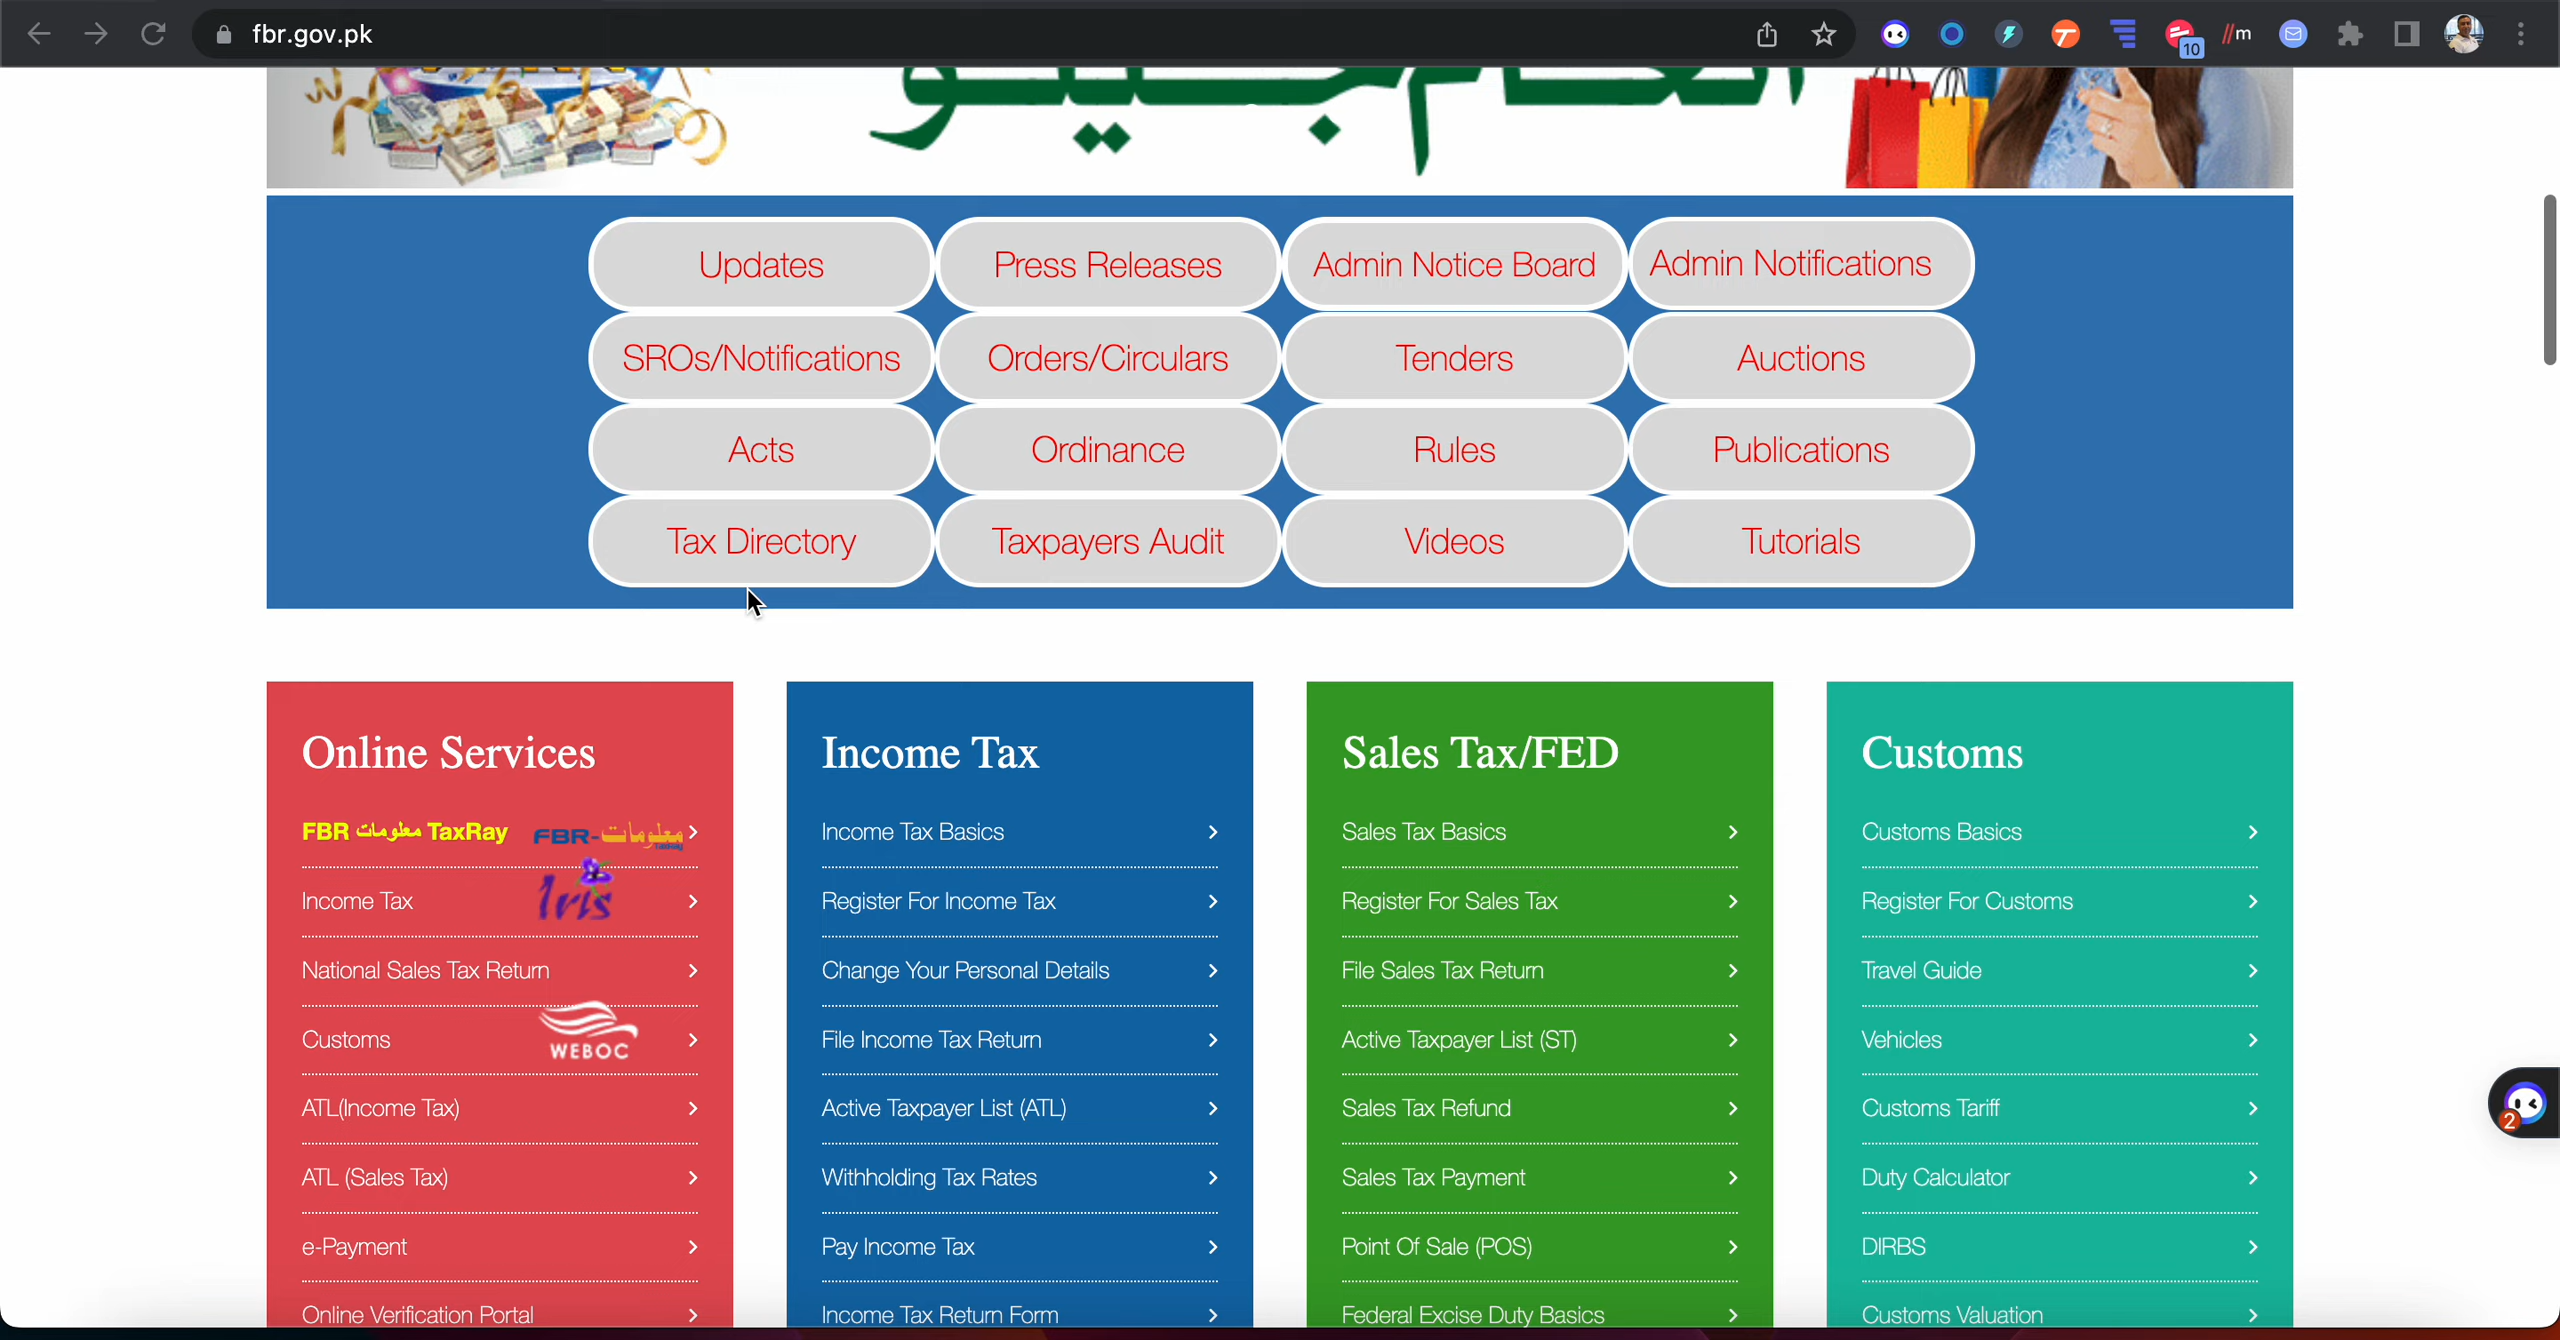 fbr.gov.pk
10
//m
انعام جیتو
Updates
Press Releases
Admin Notice Board
Admin Notifications
SROs/Notifications
Orders/Circulars
Tenders
Auctions
Acts
Ordinance
Rules
Publications
Tax Directory
Taxpayers Audit
Videos
Tutorials
Online Services
FBR معلومات TaxRay
FBR-معلومات
Income Tax
Iris
National Sales Tax Return
Customs
WEBOC
ATL(Income Tax)
ATL (Sales Tax)
e-Payment
Online Verification Portal
Income Tax
Income Tax Basics
Register For Income Tax
Change Your Personal Details
File Income Tax Return
Active Taxpayer List (ATL)
Withholding Tax Rates
Pay Income Tax
Income Tax Return Form
Sales Tax/FED
Sales Tax Basics
Register For Sales Tax
File Sales Tax Return
Active Taxpayer List (ST)
Sales Tax Refund
Sales Tax Payment
Point Of Sale (POS)
Federal Excise Duty Basics
Customs
Customs Basics
Register For Customs
Travel Guide
Vehicles
Customs Tariff
Duty Calculator
DIRBS
Customs Valuation
2